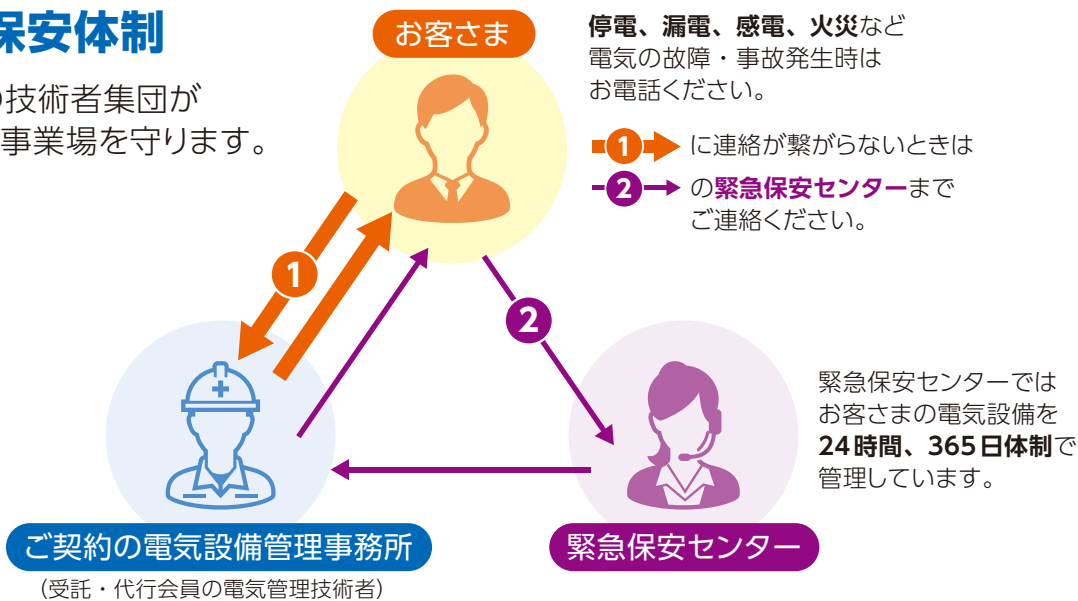 保安体制
の技術者集団が
事業場を守ります。
お客さま
停電、漏電、感電、火災など
電気の故障・事故発生時は
お電話ください。
1 に連絡が繋がらないときは
2 の緊急保安センターまで
ご連絡ください。
1
2
緊急保安センターでは
お客さまの電気設備を
24時間、365日体制で
管理しています。
ご契約の電気設備管理事務所
(受託・代行会員の電気管理技術者)
緊急保安センター